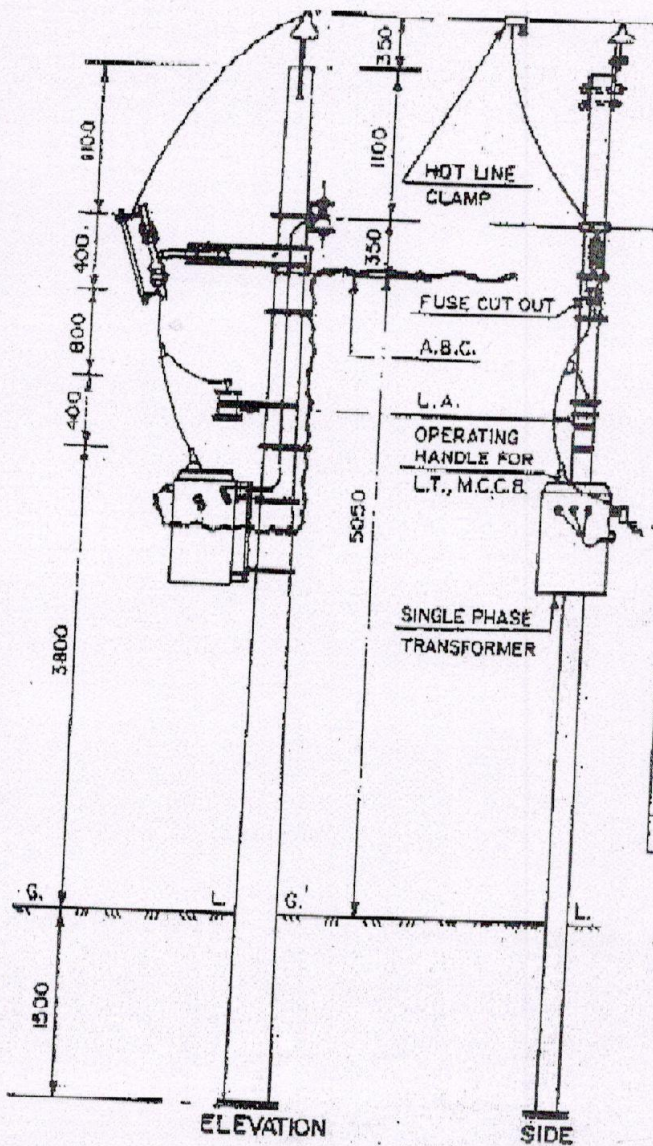 350
1100
1100
HOT LINE
CLAMP
400
350
FUSE CUT OUT
A.B.C.
800
400
L.A.
OPERATING
HANDLE FOR
L.T., M.C.C.B.
5050
SINGLE PHASE
TRANSFORMER
3800
G. L. G. L.
1500
ELEVATION SIDE